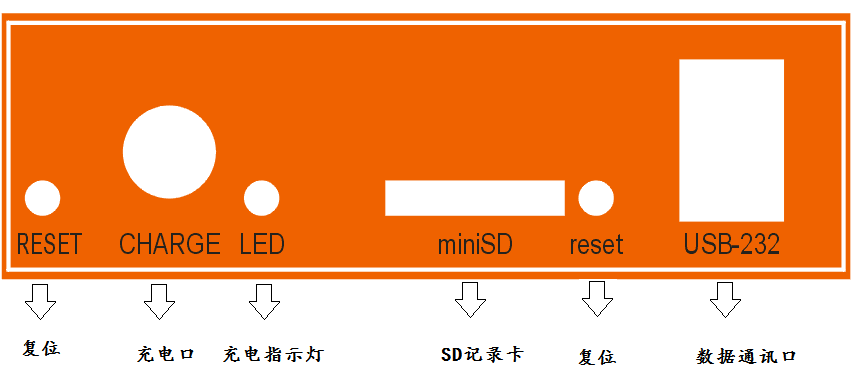 RESET CHARGE LED miniSD reset USB-232
复位 充电口 充电指示灯 SD记录卡 复位 数据通讯口